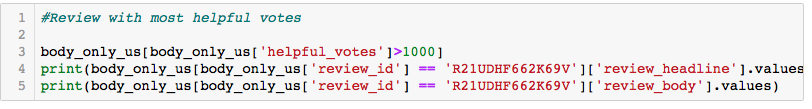 1 #Review with most helpful votes
2
3 body_only_us[body_only_us['helpful_votes']>1000]
4 print(body_only_us[body_only_us['review_id'] == 'R21UDHF662K69V']['review_headline'].values
5 print(body_only_us[body_only_us['review_id'] == 'R21UDHF662K69V']['review_body'].values)